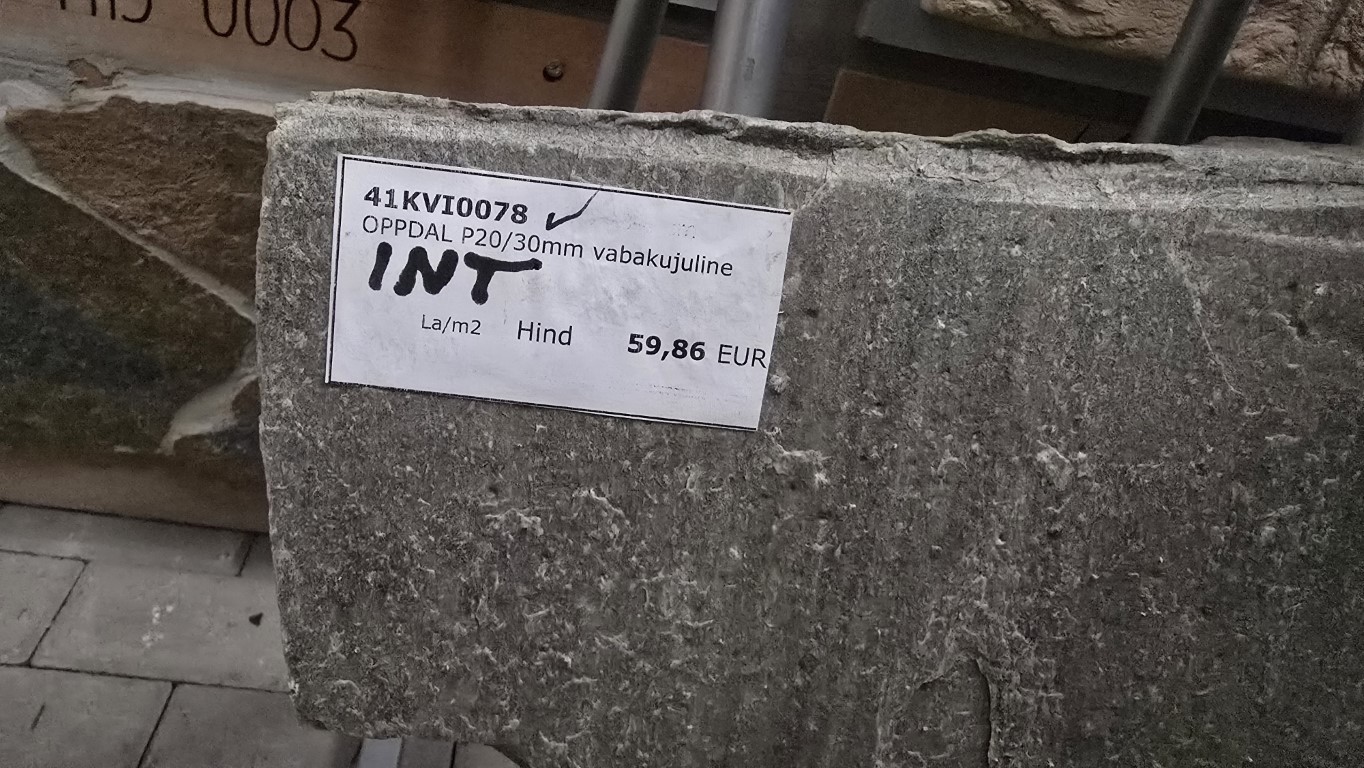 0003
41KVI0078
OPPDAL P20/30mm vabakujuline
INT
La/m2 Hind 59,86 EUR